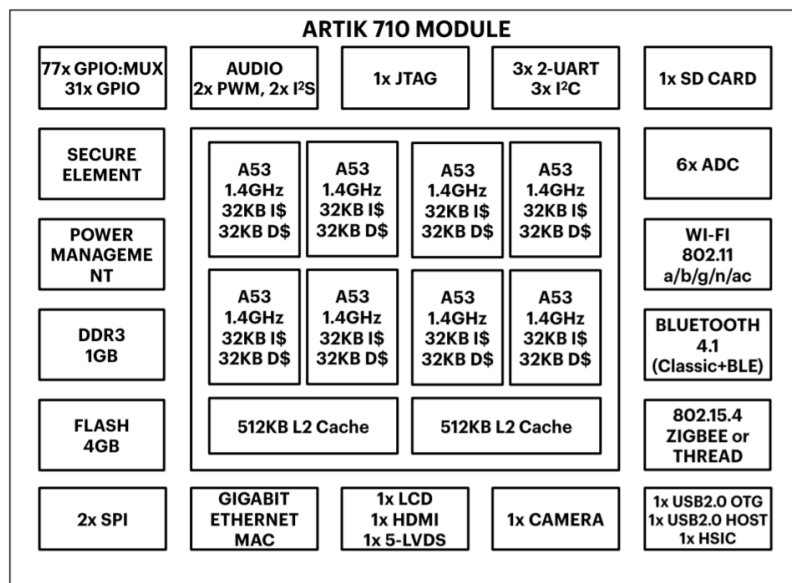 ARTIK 710 MODULE
77x GPIO:MUX
31x GPIO
AUDIO
2x PWM, 2x I²S
1x JTAG
3x 2-UART
3x I²C
1x SD CARD
SECURE
ELEMENT
A53
1.4GHz
32KB I$
32KB D$
A53
1.4GHz
32KB I$
32KB D$
A53
1.4GHz
32KB I$
32KB D$
A53
1.4GHz
32KB I$
32KB D$
6x ADC
POWER
MANAGEME
NT
WI-FI
802.11
a/b/g/n/ac
A53
1.4GHz
32KB I$
32KB D$
A53
1.4GHz
32KB I$
32KB D$
A53
1.4GHz
32KB I$
32KB D$
A53
1.4GHz
32KB I$
32KB D$
DDR3
1GB
BLUETOOTH
4.1
(Classic+BLE)
FLASH
4GB
512KB L2 Cache
512KB L2 Cache
802.15.4
ZIGBEE or
THREAD
2x SPI
GIGABIT
ETHERNET
MAC
1x LCD
1x HDMI
1x 5-LVDS
1x CAMERA
1x USB2.0 OTG
1x USB2.0 HOST
1x HSIC